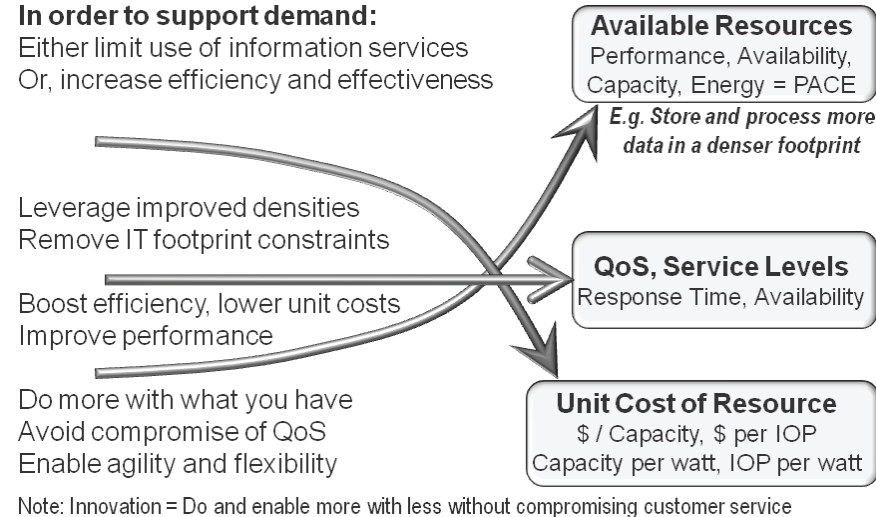 In order to support demand:
Either limit use of information services
Or, increase efficiency and effectiveness
Available Resources
Performance, Availability,
Capacity, Energy = PACE
E.g. Store and process more
data in a denser footprint
Leverage improved densities
Remove IT footprint constraints
QoS, Service Levels
Response Time, Availability
Boost efficiency, lower unit costs
Improve performance
Do more with what you have
Avoid compromise of QoS
Enable agility and flexibility
Unit Cost of Resource
$ / Capacity, $ per IOP
Capacity per watt, IOP per watt
Note: Innovation = Do and enable more with less without compromising customer service